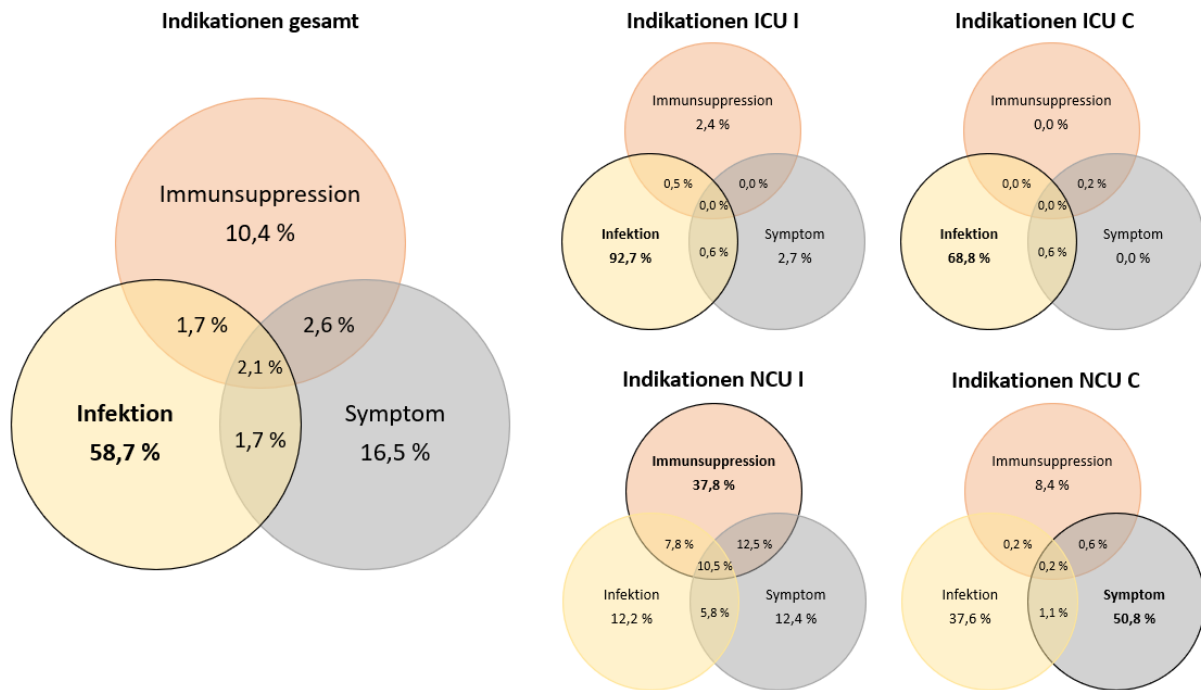 Indikationen gesamt
Immunsuppression
10,4 %
1,7 %
2,6 %
2,1 %
Infektion
58,7 %
1,7 %
Symptom
16,5 %
Indikationen ICU I
Immunsuppression
2,4 %
0,5 %
0,0 %
0,0 %
Infektion
92,7 %
0,6 %
Symptom
2,7 %
Indikationen ICU C
Immunsuppression
0,0 %
0,0 %
0,2 %
0,0 %
Infektion
68,8 %
0,6 %
Symptom
0,0 %
Indikationen NCU I
Immunsuppression
37,8 %
7,8 %
12,5 %
10,5 %
Infektion
12,2 %
5,8 %
Symptom
12,4 %
Indikationen NCU C
Immunsuppression
8,4 %
0,2 %
0,6 %
0,2 %
Infektion
37,6 %
1,1 %
Symptom
50,8 %